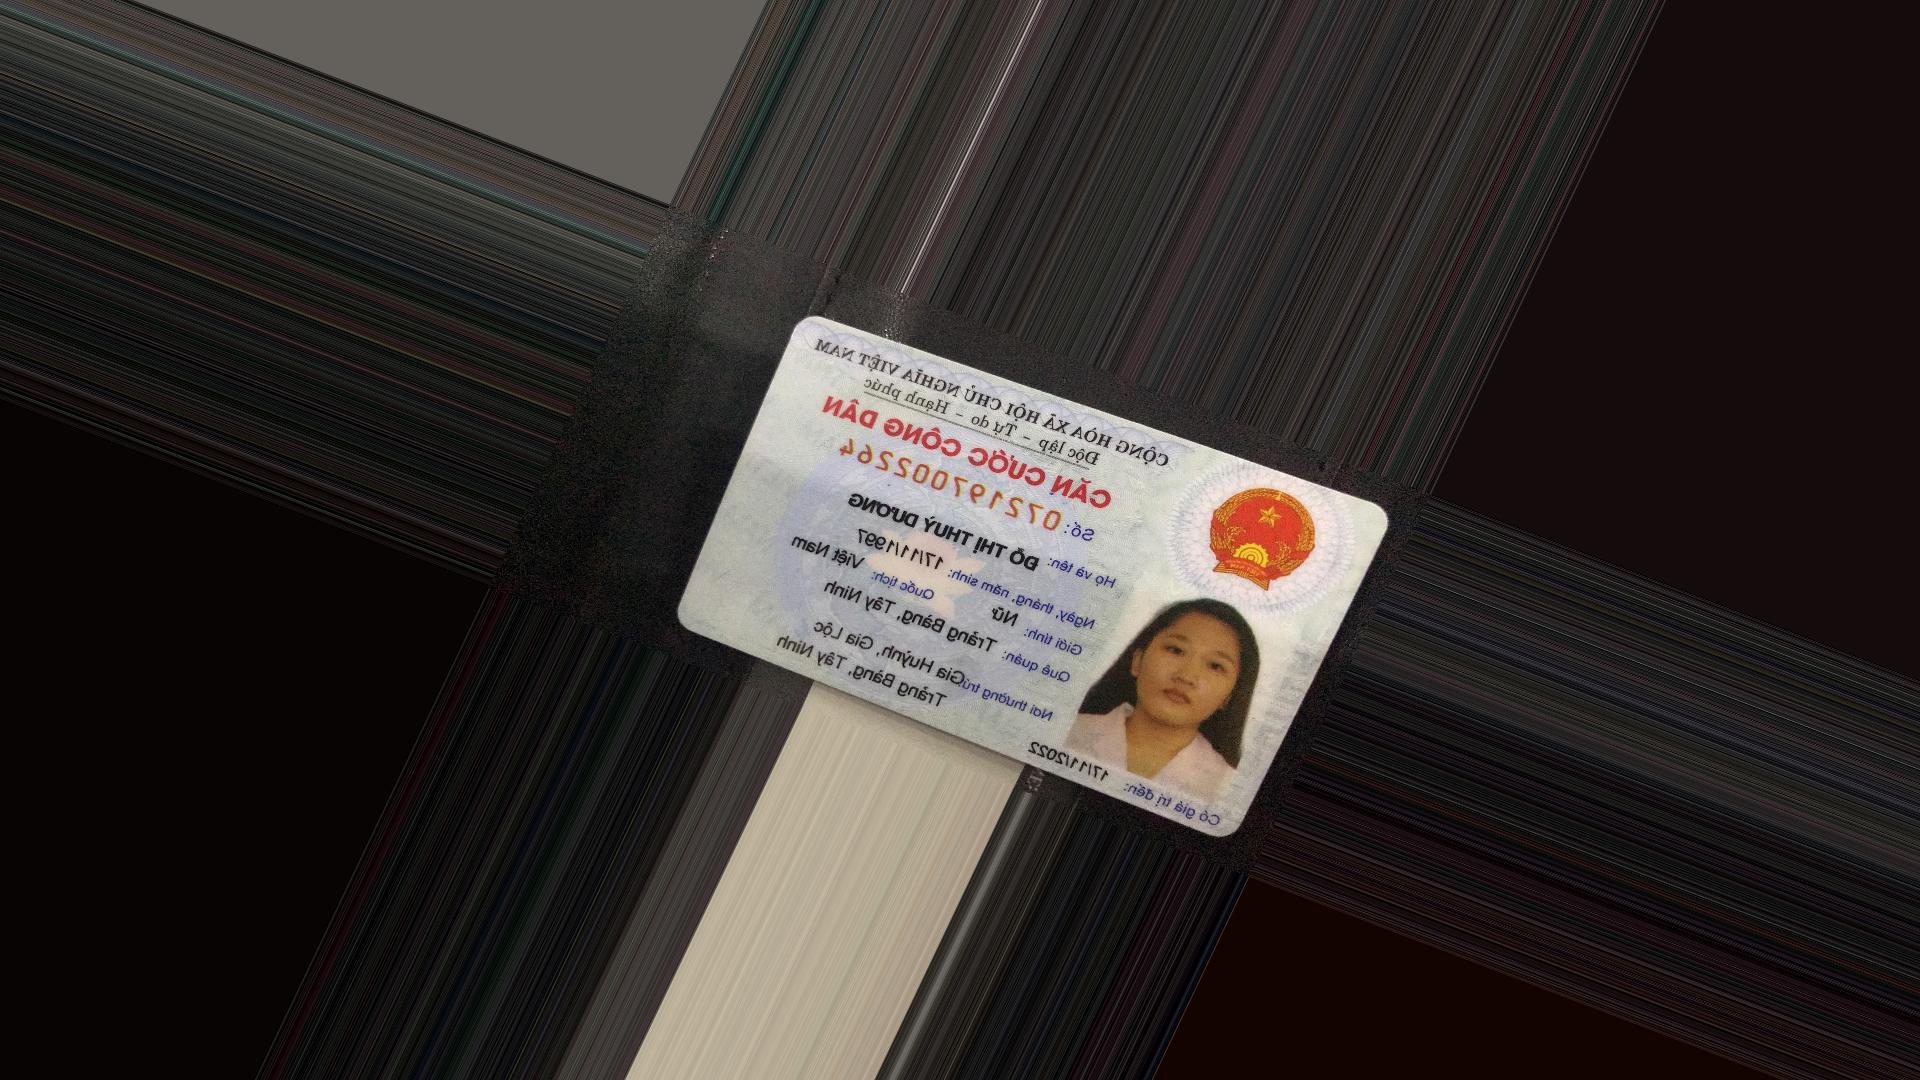 CỘNG HÒA XÃ HỘI CHỦ NGHĨA VIỆT NAM
Độc lập - Tự do - Hạnh phúc
CĂN CƯỚC CÔNG DÂN
Số: 072197002264
Họ và tên: ĐỖ THỊ THUỲ DƯƠNG
Ngày, tháng, năm sinh: 17/11/1997
Giới tính: Nữ Quốc tịch: Việt Nam
Quê quán: Trảng Bàng, Tây Ninh
Nơi thường trú: Gia Huỳnh, Gia Lộc
Trảng Bàng, Tây Ninh
Có giá trị đến: 17/11/2022